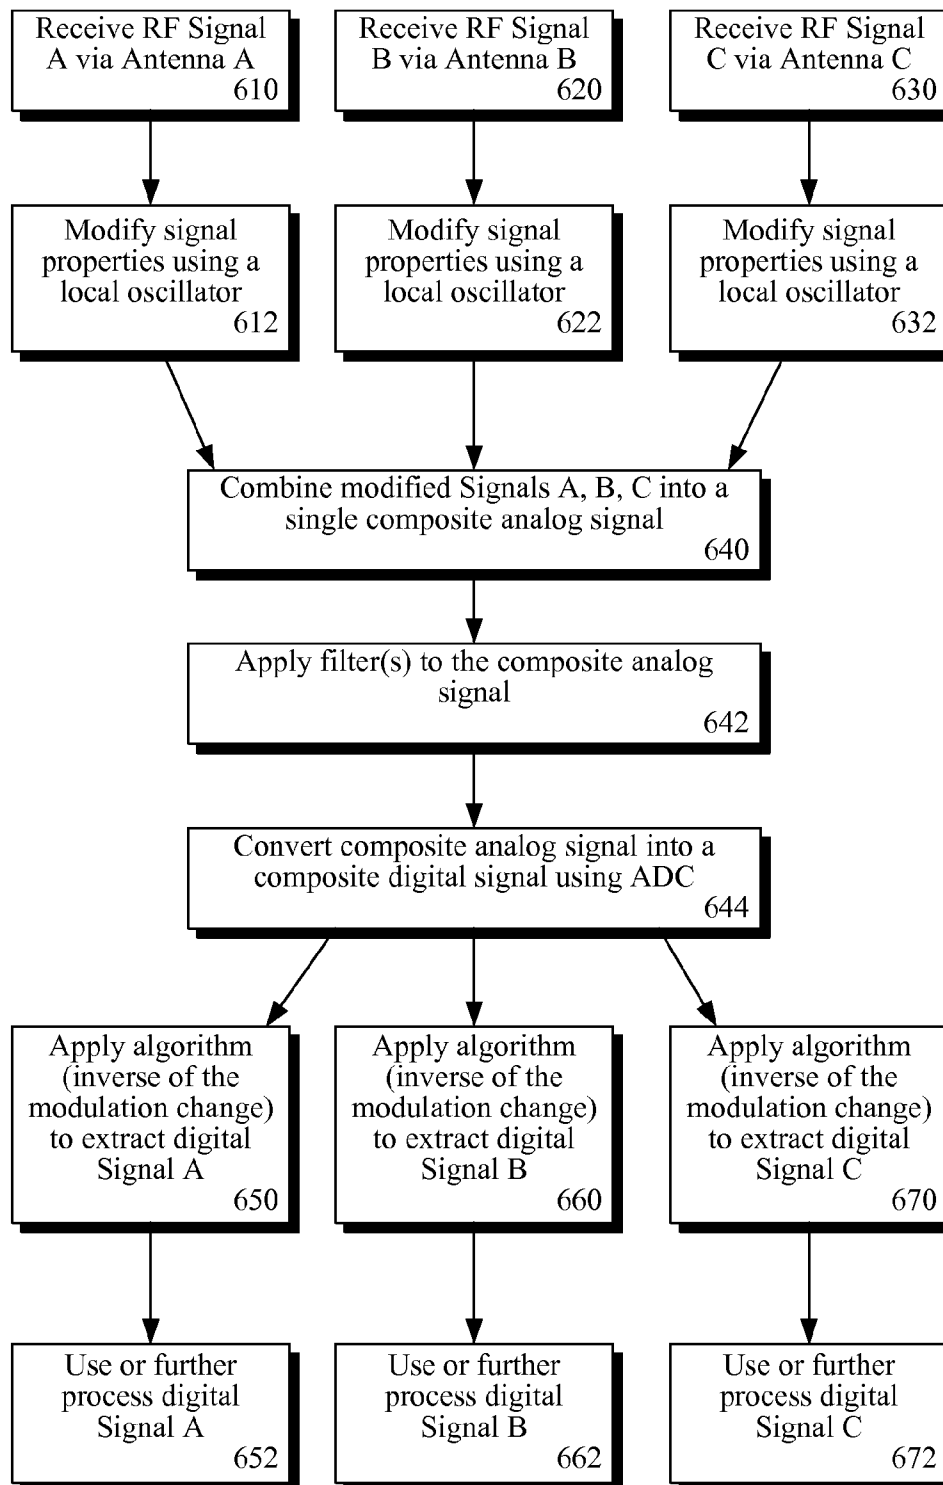 Receive RF Signal
A via Antenna A
610
Receive RF Signal
B via Antenna B
620
Receive RF Signal
C via Antenna C
630
Modify signal
properties using a
local oscillator
612
Modify signal
properties using a
local oscillator
622
Modify signal
properties using a
local oscillator
632
Combine modified Signals A, B, C into a
single composite analog signal
640
Apply filter(s) to the composite analog
signal
642
Convert composite analog signal into a
composite digital signal using ADC
644
Apply algorithm
(inverse of the
modulation change)
to extract digital
Signal A
650
Apply algorithm
(inverse of the
modulation change)
to extract digital
Signal B
660
Apply algorithm
(inverse of the
modulation change)
to extract digital
Signal C
670
Use or further
process digital
Signal A
652
Use or further
process digital
Signal B
662
Use or further
process digital
Signal C
672